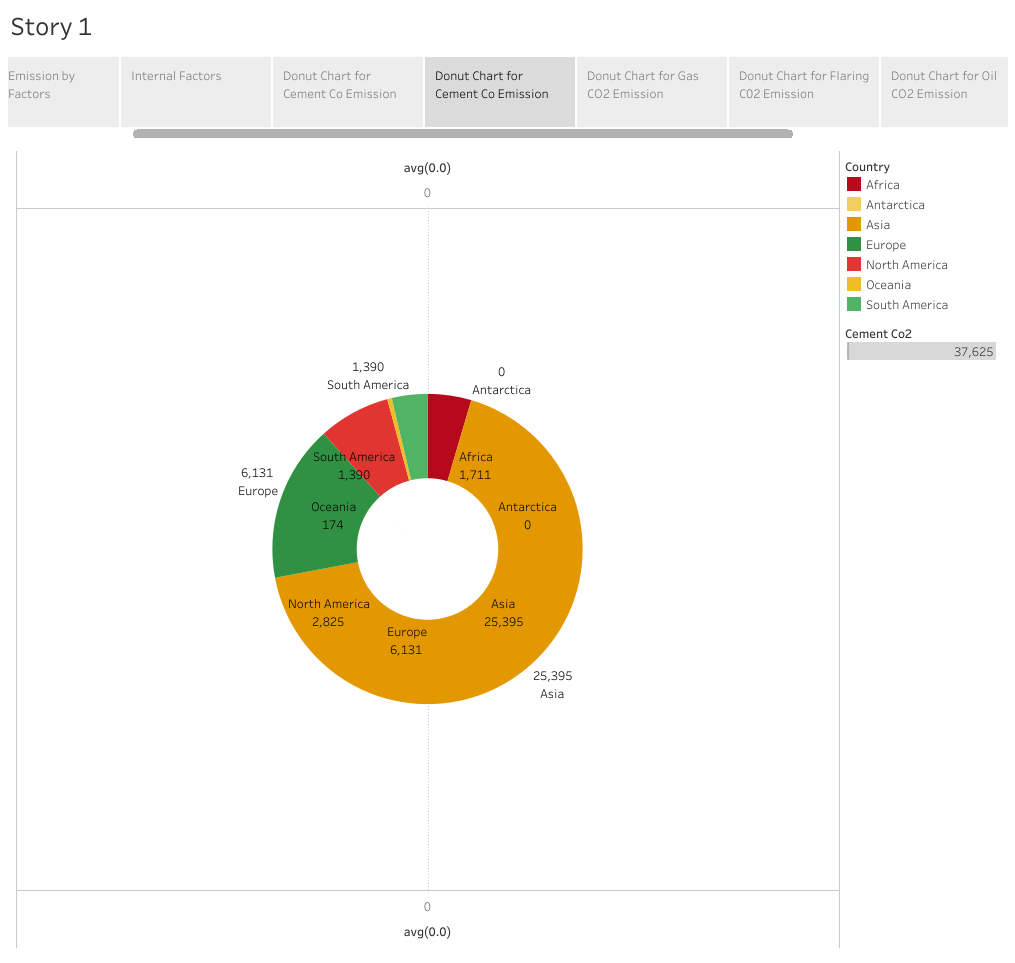 Story 1
Emission by
Factors
Internal Factors
Donut Chart for
Cement Co Emission
Donut Chart for
Cement Co Emission
Donut Chart for Gas
CO2 Emission
Donut Chart for Flaring
C02 Emission
Donut Chart for Oil
CO2 Emission
avg(0.0)
0
1,390
South America
0
Antarctica
6,131
Europe
South America
1,390
Africa
1,711
Oceania
174
Antarctica
0
North America
2,825
Asia
25,395
Europe
6,131
25,395
Asia
0
avg(0.0)
Country
Africa
Antarctica
Asia
Europe
North America
Oceania
South America
Cement Co2
37,625